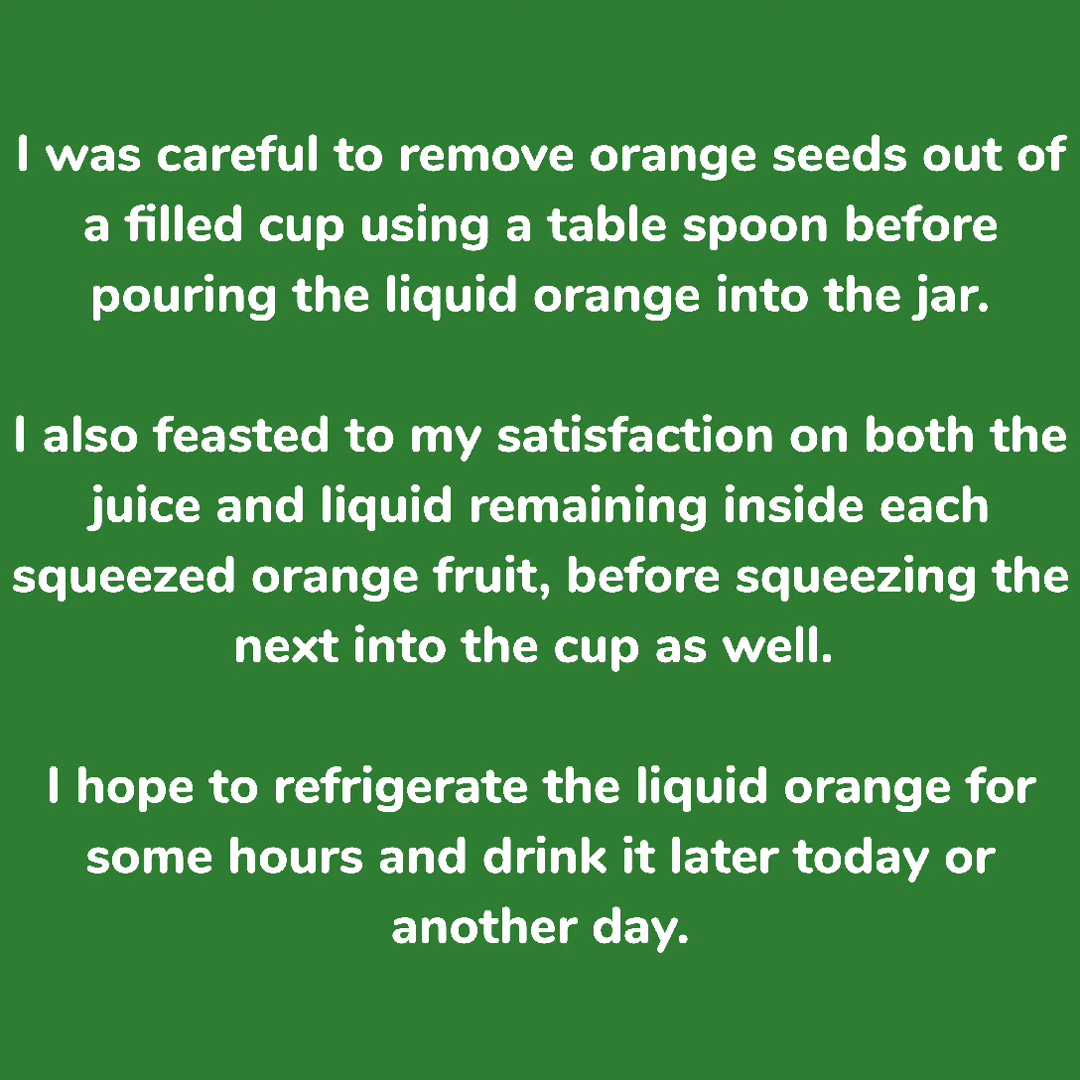 I was careful to remove orange seeds out of
a filled cup using a table spoon before
pouring the liquid orange into the jar.
I also feasted to my satisfaction on both the
juice and liquid remaining inside each
squeezed orange fruit, before squeezing the
next into the cup as well.
I hope to refrigerate the liquid orange for
some hours and drink it later today or
another day.